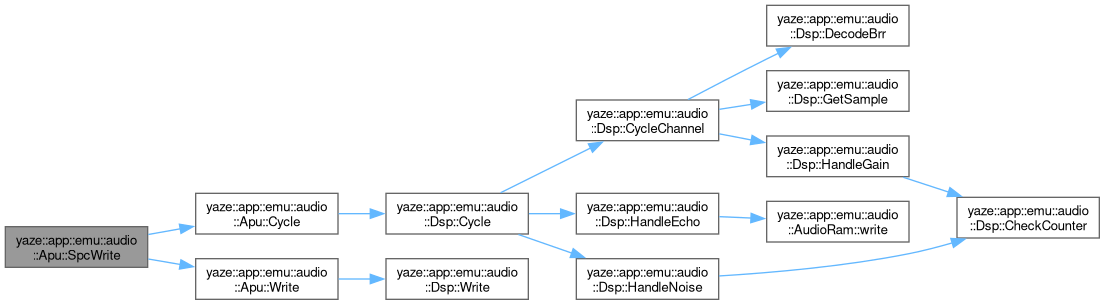 yaze::app::emu::audio
::Dsp::DecodeBrr
yaze::app::emu::audio
::Dsp::GetSample
yaze::app::emu::audio
::Dsp::CycleChannel
yaze::app::emu::audio
::Dsp::HandleGain
yaze::app::emu::audio
::Apu::Cycle
yaze::app::emu::audio
::Dsp::Cycle
yaze::app::emu::audio
::Dsp::HandleEcho
yaze::app::emu::audio
::AudioRam::write
yaze::app::emu::audio
::Dsp::CheckCounter
yaze::app::emu::audio
::Apu::SpcWrite
yaze::app::emu::audio
::Apu::Write
yaze::app::emu::audio
::Dsp::Write
yaze::app::emu::audio
::Dsp::HandleNoise